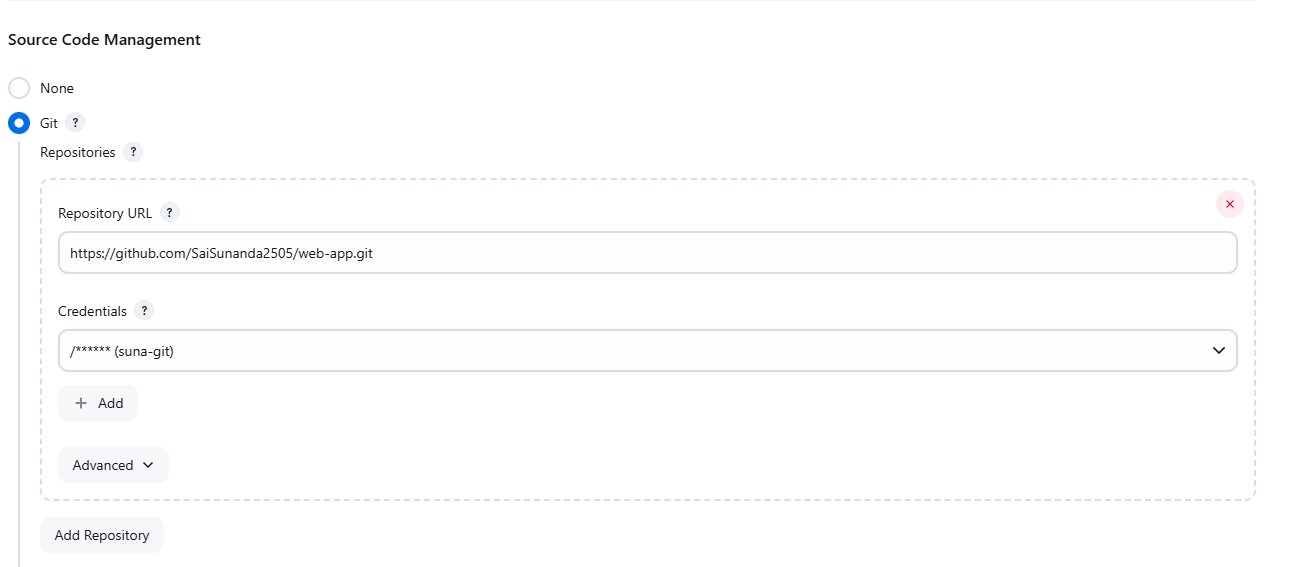 Source Code Management
None
Git ?
Repositories ?
Repository URL ?
https://github.com/SaiSunanda2505/web-app.git
Credentials ?
/****** (suna-git)
+ Add
Advanced
Add Repository